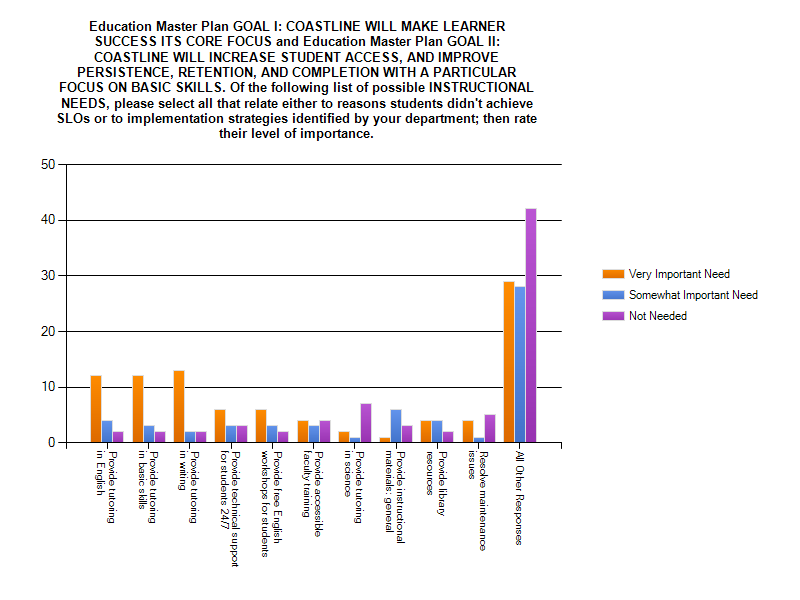 Education Master Plan GOAL I: COASTLINE WILL MAKE LEARNER
SUCCESS ITS CORE FOCUS and Education Master Plan GOAL II:
COASTLINE WILL INCREASE STUDENT ACCESS, AND IMPROVE
PERSISTENCE, RETENTION, AND COMPLETION WITH A PARTICULAR
FOCUS ON BASIC SKILLS. Of the following list of possible INSTRUCTIONAL
NEEDS, please select all that relate either to reasons students didn't achieve
SLOs or to implementation strategies identified by your department; then rate
their level of importance.
50
40
30
20
10
0
Provide tutoring
in English
Provide tutoring
in basic skills
Provide tutoring
in writing
Provide technical support
for students 24/7
Provide free English
workshops for students
Provide accessible
faculty training
Provide tutoring
in science
Provide instructional
materials: general
Provide library
resources
Resolve maintenance
issues
All Other Responses
Very Important Need
Somewhat Important Need
Not Needed